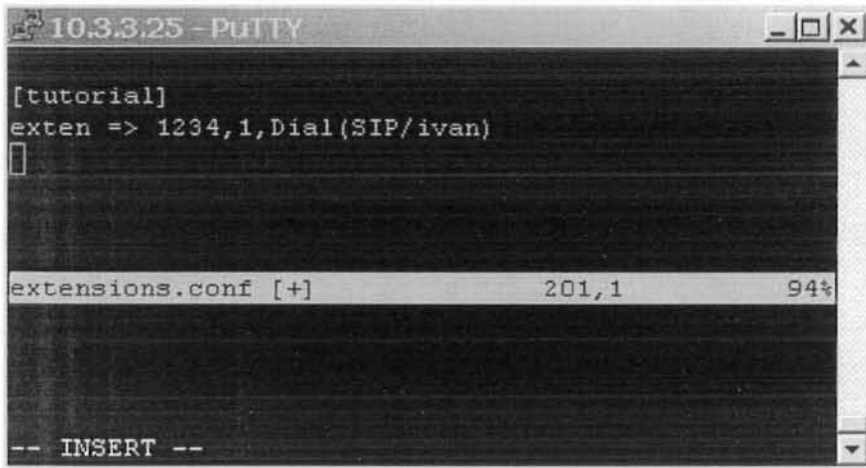 10.3.3.25 - PuTTY
[tutorial]
exten => 1234,1,Dial(SIP/ivan)
extensions.conf [+] 201,1 94%
-- INSERT --